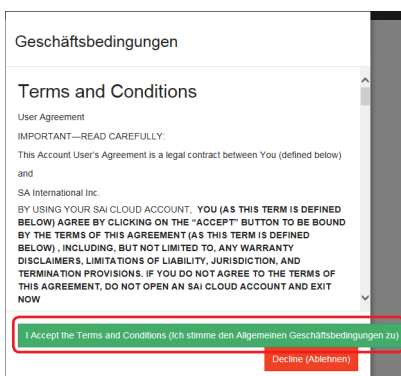 Geschäftsbedingungen
Terms and Conditions
User Agreement
IMPORTANT—READ CAREFULLY:
This Account User's Agreement is a legal contract between You (defined below)
and
SA International Inc.
BY USING YOUR SAi CLOUD ACCOUNT, YOU (AS THIS TERM IS DEFINED
BELOW) AGREE BY CLICKING ON THE “ACCEPT” BUTTON TO BE BOUND
BY THE TERMS OF THIS AGREEMENT (AS THIS TERM IS DEFINED
BELOW) , INCLUDING, BUT NOT LIMITED TO, ANY WARRANTY
DISCLAIMERS, LIMITATIONS OF LIABILITY, JURISDICTION, AND
TERMINATION PROVISIONS. IF YOU DO NOT AGREE TO THE TERMS OF
THIS AGREEMENT, DO NOT OPEN AN SAi CLOUD ACCOUNT AND EXIT
NOW
I Accept the Terms and Conditions (Ich stimme den Allgemeinen Geschäftsbedingungen zu)
Decline (Ablehnen)